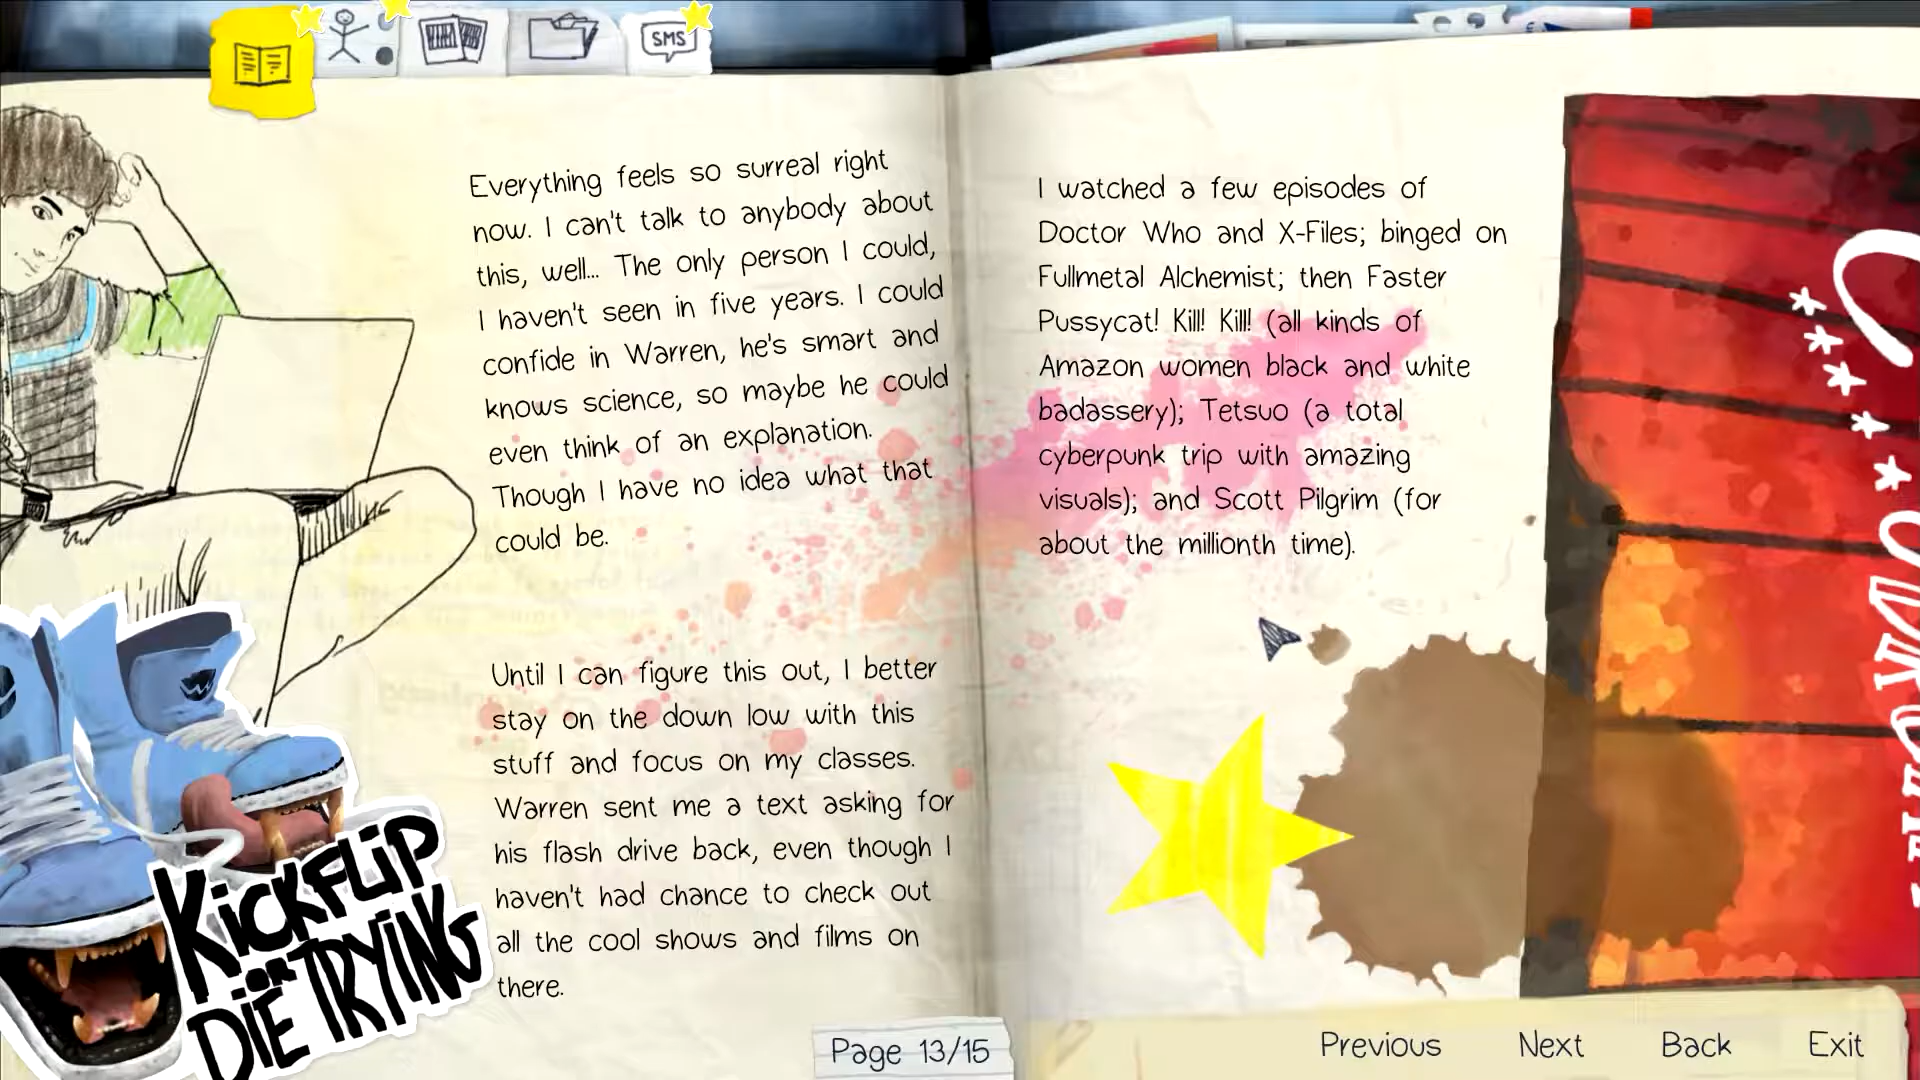 SMS
Everything feels so surreal right
now. I can't talk to anybody about
this, well... The only person I could,
I haven't seen in five years. I could
confide in Warren, he's smart and
knows science, so maybe he could
even think of an explanation.
Though I have no idea what that
could be.
Until I can figure this out, I better
stay on the down low with this
stuff and focus on my classes.
Warren sent me a text asking for
his flash drive back, even though I
haven't had chance to check out
all the cool shows and films on
there.
KiCKFLiP
OR
DiE TRYiNG
I watched a few episodes of
Doctor Who and X-Files; binged on
Fullmetal Alchemist; then Faster
Pussycat! Kill! Kill! (all kinds of
Amazon women black and white
badassery); Tetsuo (a total
cyberpunk trip with amazing
visuals); and Scott Pilgrim (for
about the millionth time).
Page 13/15
Previous
Next
Back
Exit